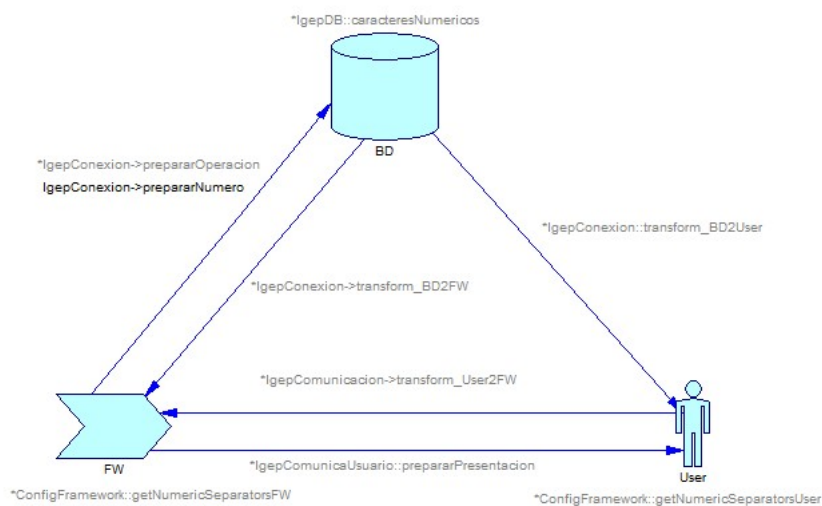 *IgepDB::caracteresNumericos
BD
*IgepConexion->prepararOperacion
IgepConexion->prepararNumero
*IgepConexion::transform_BD2User
*IgepConexion->transform_BD2FW
*IgepComunicacion->transform_User2FW
FW
*IgepComunicaUsuario::prepararPresentacion
User
*ConfigFramework::getNumericSeparatorsFW
*ConfigFramework::getNumericSeparatorsUser